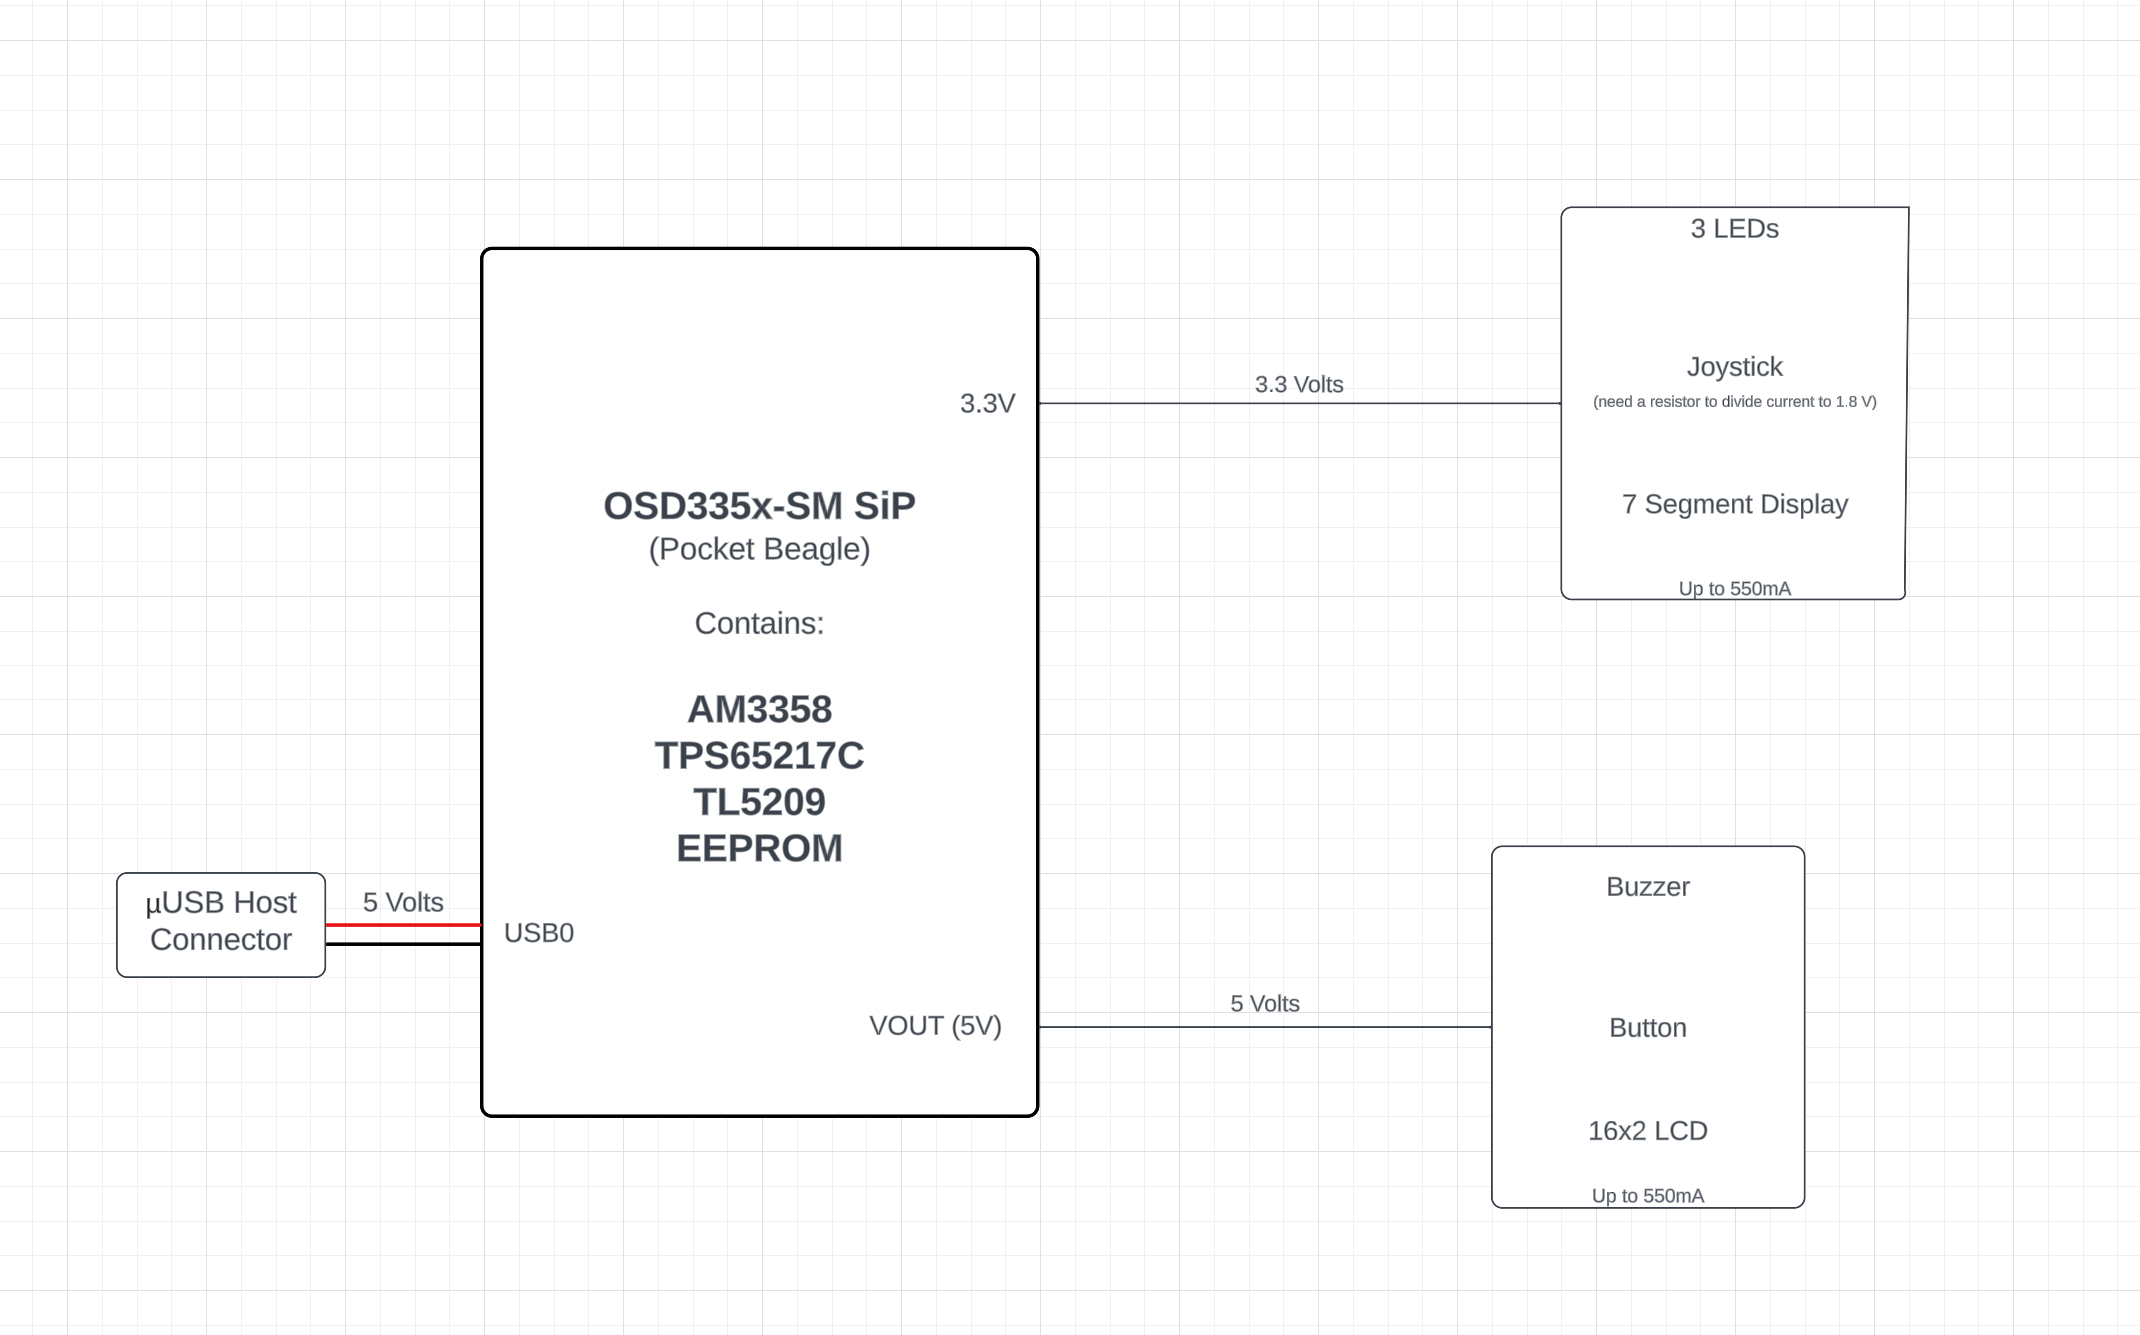 3 LEDs
Joystick
(need a resistor to divide current to 1.8 V)
7 Segment Display
Up to 550mA
3.3 Volts
3.3V
OSD335x-SM SiP
(Pocket Beagle)
Contains:
AM3358
TPS65217C
TL5209
EEPROM
µUSB Host
Connector
5 Volts
USB0
VOUT (5V)
5 Volts
Buzzer
Button
16x2 LCD
Up to 550mA